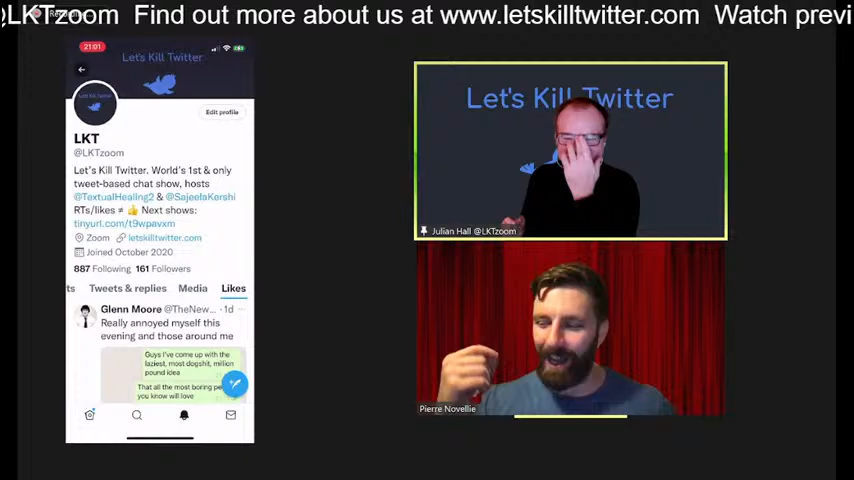 LKTzoom Find out more about us at www.letskilltwitter.com Watch previ
21:01
Let's Kill Twitter
Edit profile
LKT
@LKTzoom
Let's Kill Twitter. World's 1st & only
tweet-based chat show, hosts
@TextualHealing2 & @SajeelaKershi
RTs/likes ≠ 👍 Next shows:
tinyurl.com/t9wpavxm
Zoom letskilltwitter.com
Joined October 2020
887 Following 161 Followers
ts Tweets & replies Media Likes
Glenn Moore @TheNew... · 1d
Really annoyed myself this
evening and those around me
Guys I've come up with the
laziest, most dogshit, million
pound idea
That all the most boring pe
you know will love
Let's Kill Twitter
Julian Hall @LKTzoom
Pierre Novellie